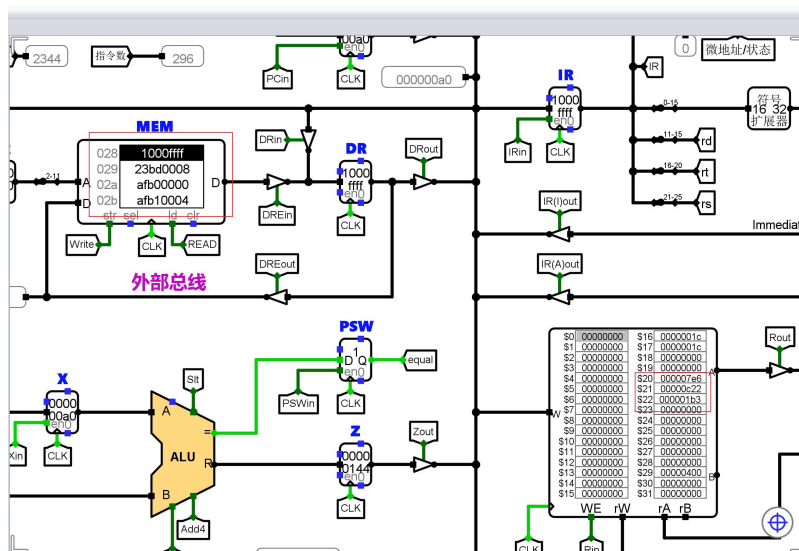 2344
指令数
296
00a0
en0
PCin
CLK
000000a0
0
微地址/状态
IR
1000
ffff
en0
IRin
CLK
IR
0-15
符号
16 32
扩展器
11-15
rd
16-20
rt
21-25
rs
MEM
2-11
A
D
028 1000ffff
029 23bd0008
02a afb00000
02b afb10004
D
str sel ld clr
Write
CLK
READ
DRin
DREin
DR
1000
ffff
en0
CLK
DRout
IR(I)out
Immediat
外部总线
DREout
IR(A)out
PSW
D 1 Q
en0
PSWin
CLK
equal
X
0000
00a0
en0
Xin
CLK
Slt
A
=
ALU
R
B
Add4
Z
0000
0144
en0
CLK
Zout
$0 00000000 $16 0000001c
$1 00000000 $17 0000001c
$2 00000000 $18 00000000
$3 00000000 $19 00000000
$4 00000000 $20 000007e6
$5 00000000 $21 00000c22
$6 00000000 $22 000001b3
$7 00000000 $23 00000000
$8 00000000 $24 00000000
$9 00000000 $25 00000000
$10 00000000 $26 00000000
$11 00000000 $27 00000000
$12 00000000 $28 00000000
$13 00000000 $29 00000400
$14 00000000 $30 00000000
$15 00000000 $31 00000000
W
A
B
WE rW rA rB
CLK
Rin
Rout